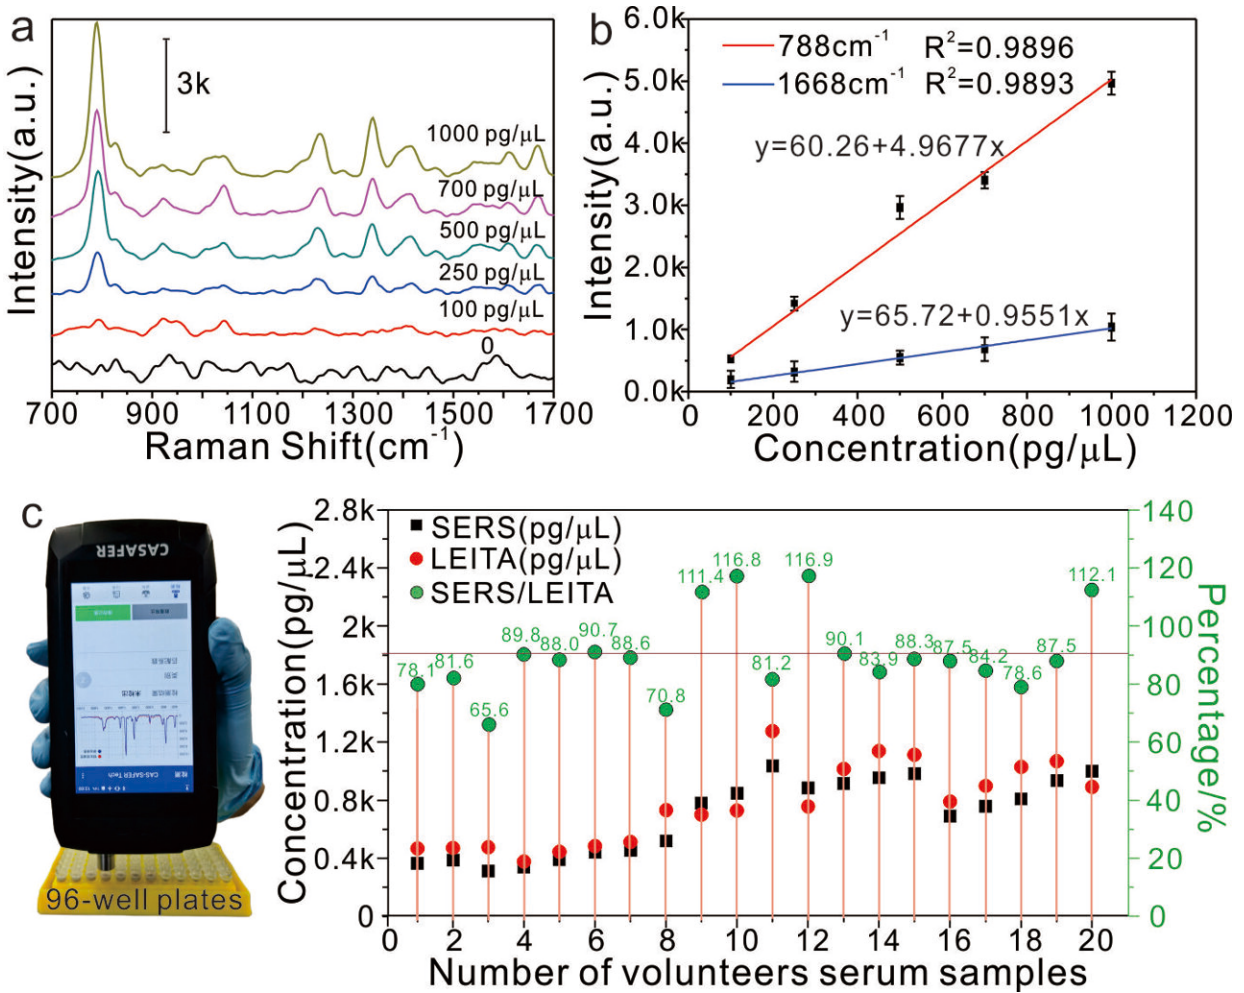 a
3k
1000 pg/μL
700 pg/μL
500 pg/μL
250 pg/μL
100 pg/μL
0
Intensity(a.u.)
700 900 1100 1300 1500 1700
Raman Shift(cm⁻¹)
b
6.0k
5.0k
4.0k
3.0k
2.0k
1.0k
0.0k
Intensity(a.u.)
788cm⁻¹ R²=0.9896
1668cm⁻¹ R²=0.9893
y=60.26+4.9677x
y=65.72+0.9551x
0 200 400 600 800 1000 1200
Concentration(pg/μL)
c
CASAFER
CAS-SAFER Tech
96-well plates
2.8k
2.4k
2k
1.6k
1.2k
0.8k
0.4k
0
Concentration(pg/μL)
SERS(pg/μL)
LEITA(pg/μL)
SERS/LEITA
78.1 81.6 65.6 89.8 88.0 90.7 88.6 70.8 111.4 116.8 81.2 116.9 90.1 83.9 88.3 87.5 84.2 78.6 87.5 112.1
140
120
100
80
60
40
20
0
Percentage/%
0 2 4 6 8 10 12 14 16 18 20
Number of volunteers serum samples